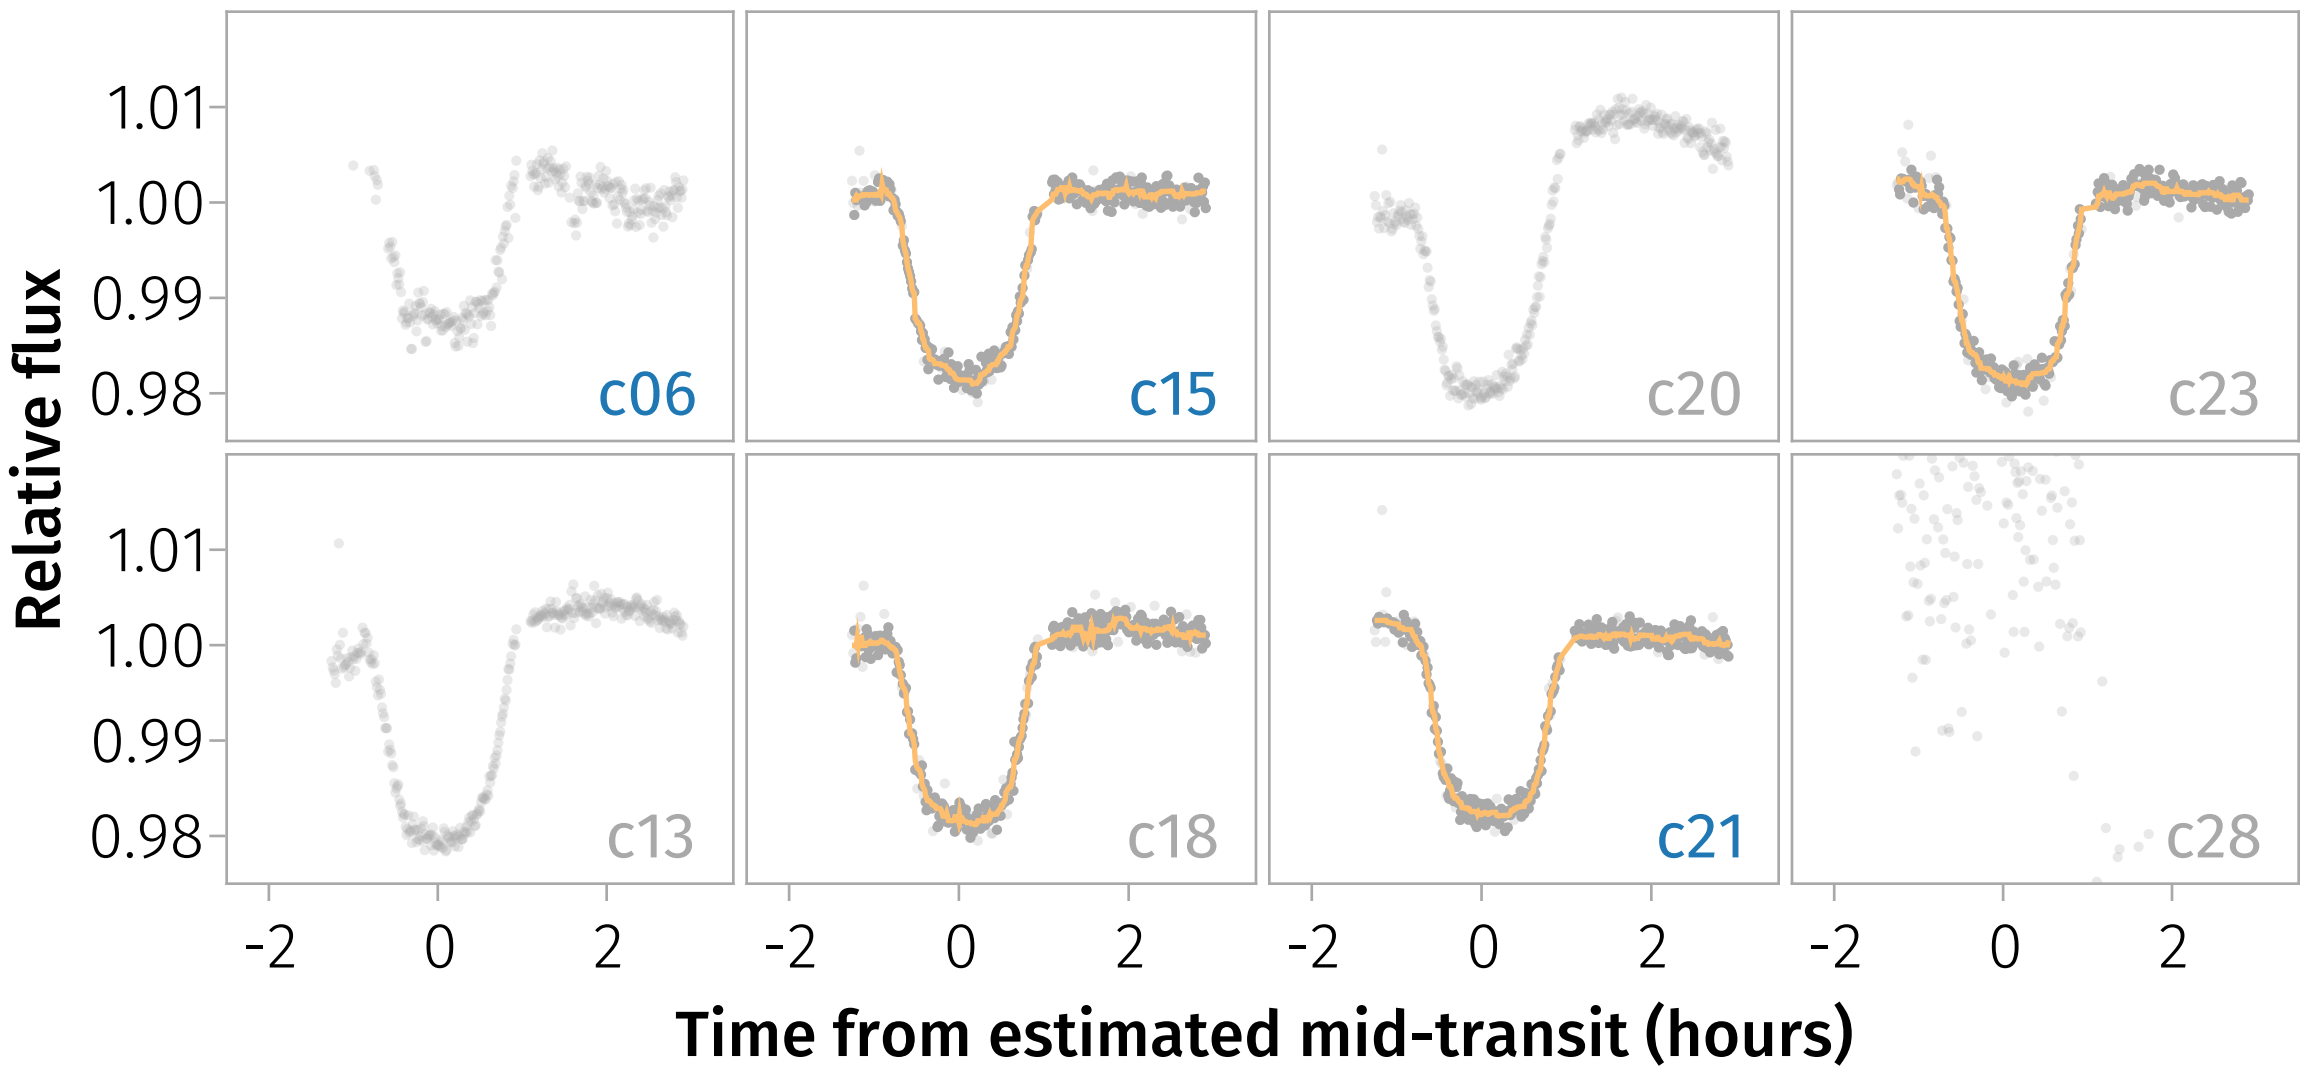 Relative flux
1.01
1.00
0.99
0.98
c06
c15
c20
c23
1.01
1.00
0.99
0.98
c13
c18
c21
c28
-2 0 2 -2 0 2 -2 0 2 -2 0 2
Time from estimated mid-transit (hours)